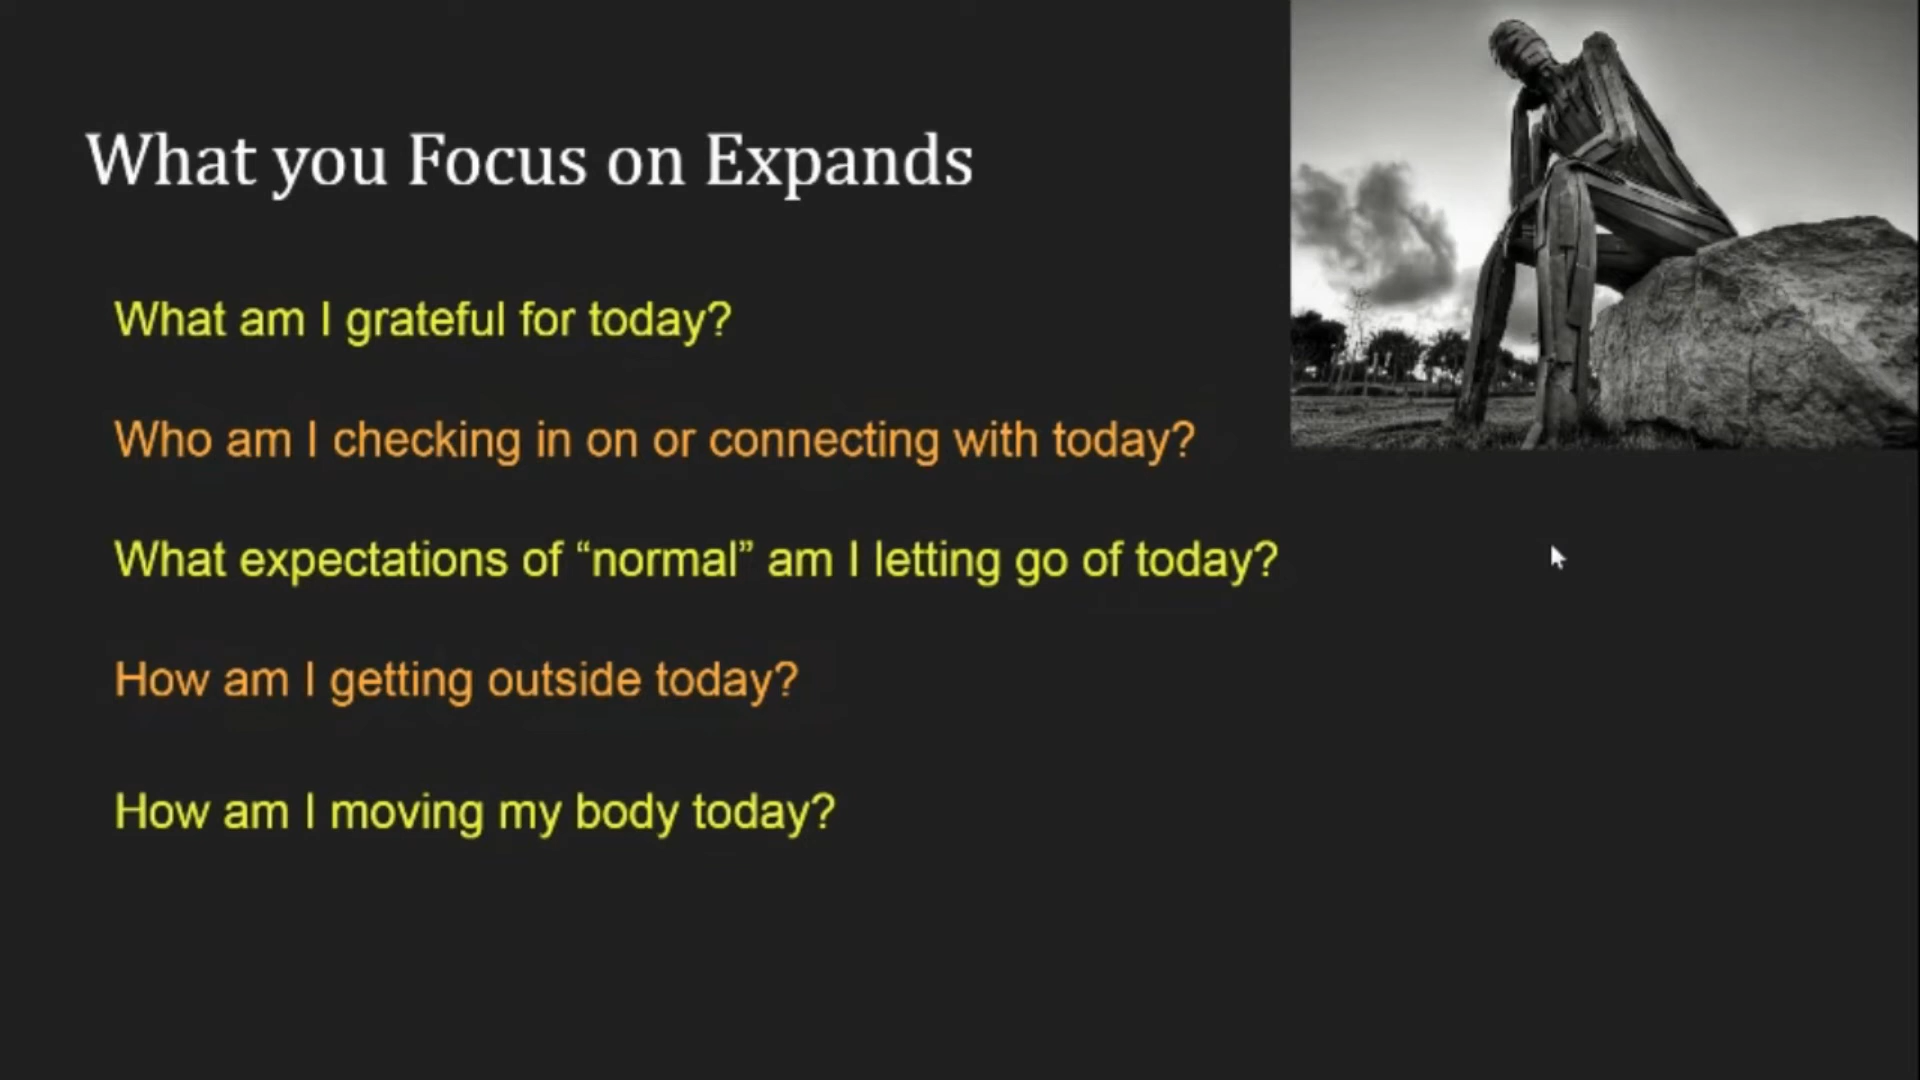 What you Focus on Expands
What am I grateful for today?
Who am I checking in on or connecting with today?
What expectations of “normal” am I letting go of today?
How am I getting outside today?
How am I moving my body today?